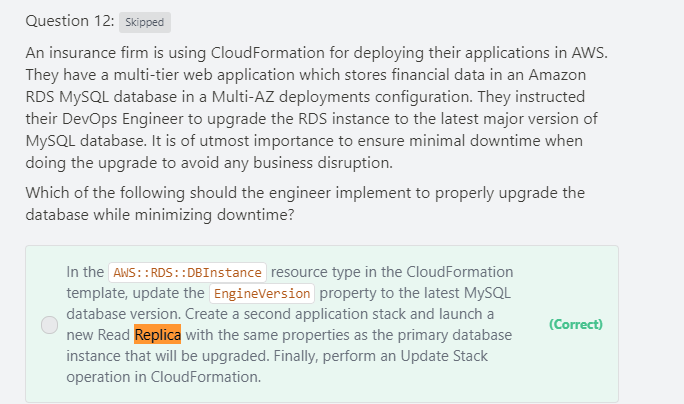 Question 12: Skipped
An insurance firm is using CloudFormation for deploying their applications in AWS.
They have a multi-tier web application which stores financial data in an Amazon
RDS MySQL database in a Multi-AZ deployments configuration. They instructed
their DevOps Engineer to upgrade the RDS instance to the latest major version of
MySQL database. It is of utmost importance to ensure minimal downtime when
doing the upgrade to avoid any business disruption.
Which of the following should the engineer implement to properly upgrade the
database while minimizing downtime?
In the AWS::RDS::DBInstance resource type in the CloudFormation
template, update the EngineVersion property to the latest MySQL
database version. Create a second application stack and launch a
new Read Replica with the same properties as the primary database
instance that will be upgraded. Finally, perform an Update Stack
operation in CloudFormation.
(Correct)